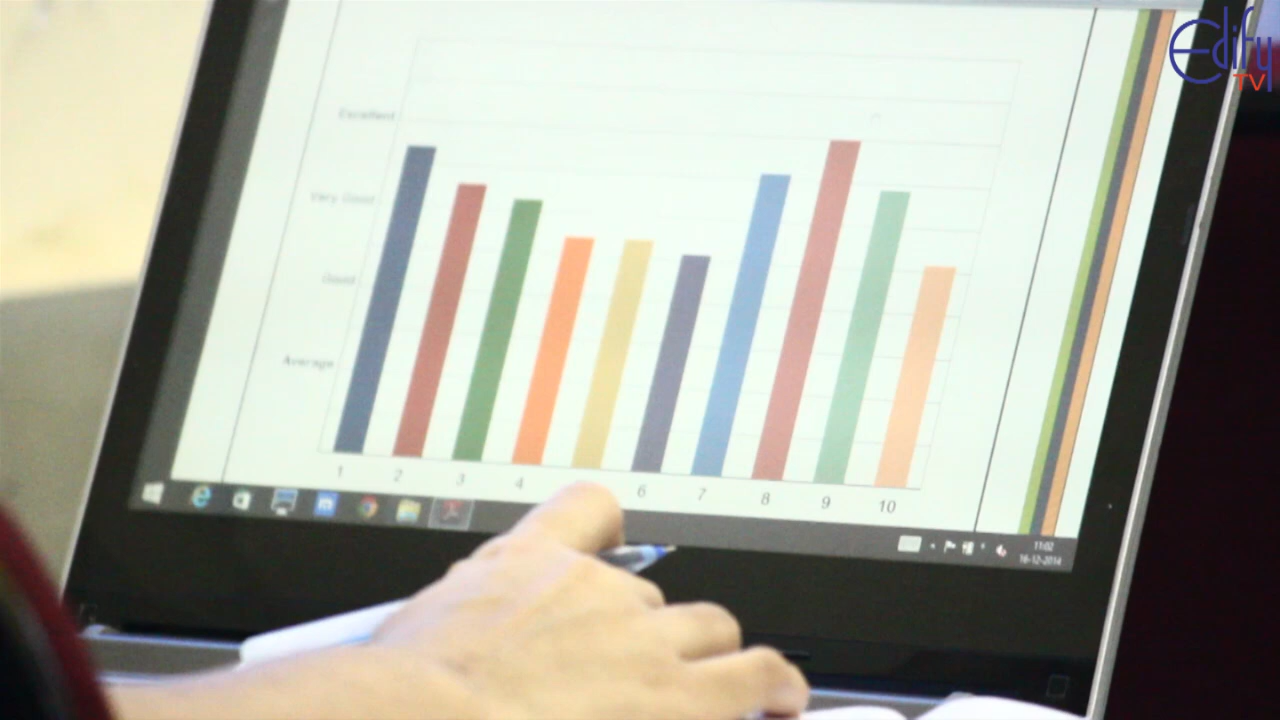 Edify
TV
Excellent
Very Good
Good
Average
1 2 3 4 6 7 8 9 10
11:02
16-12-2014